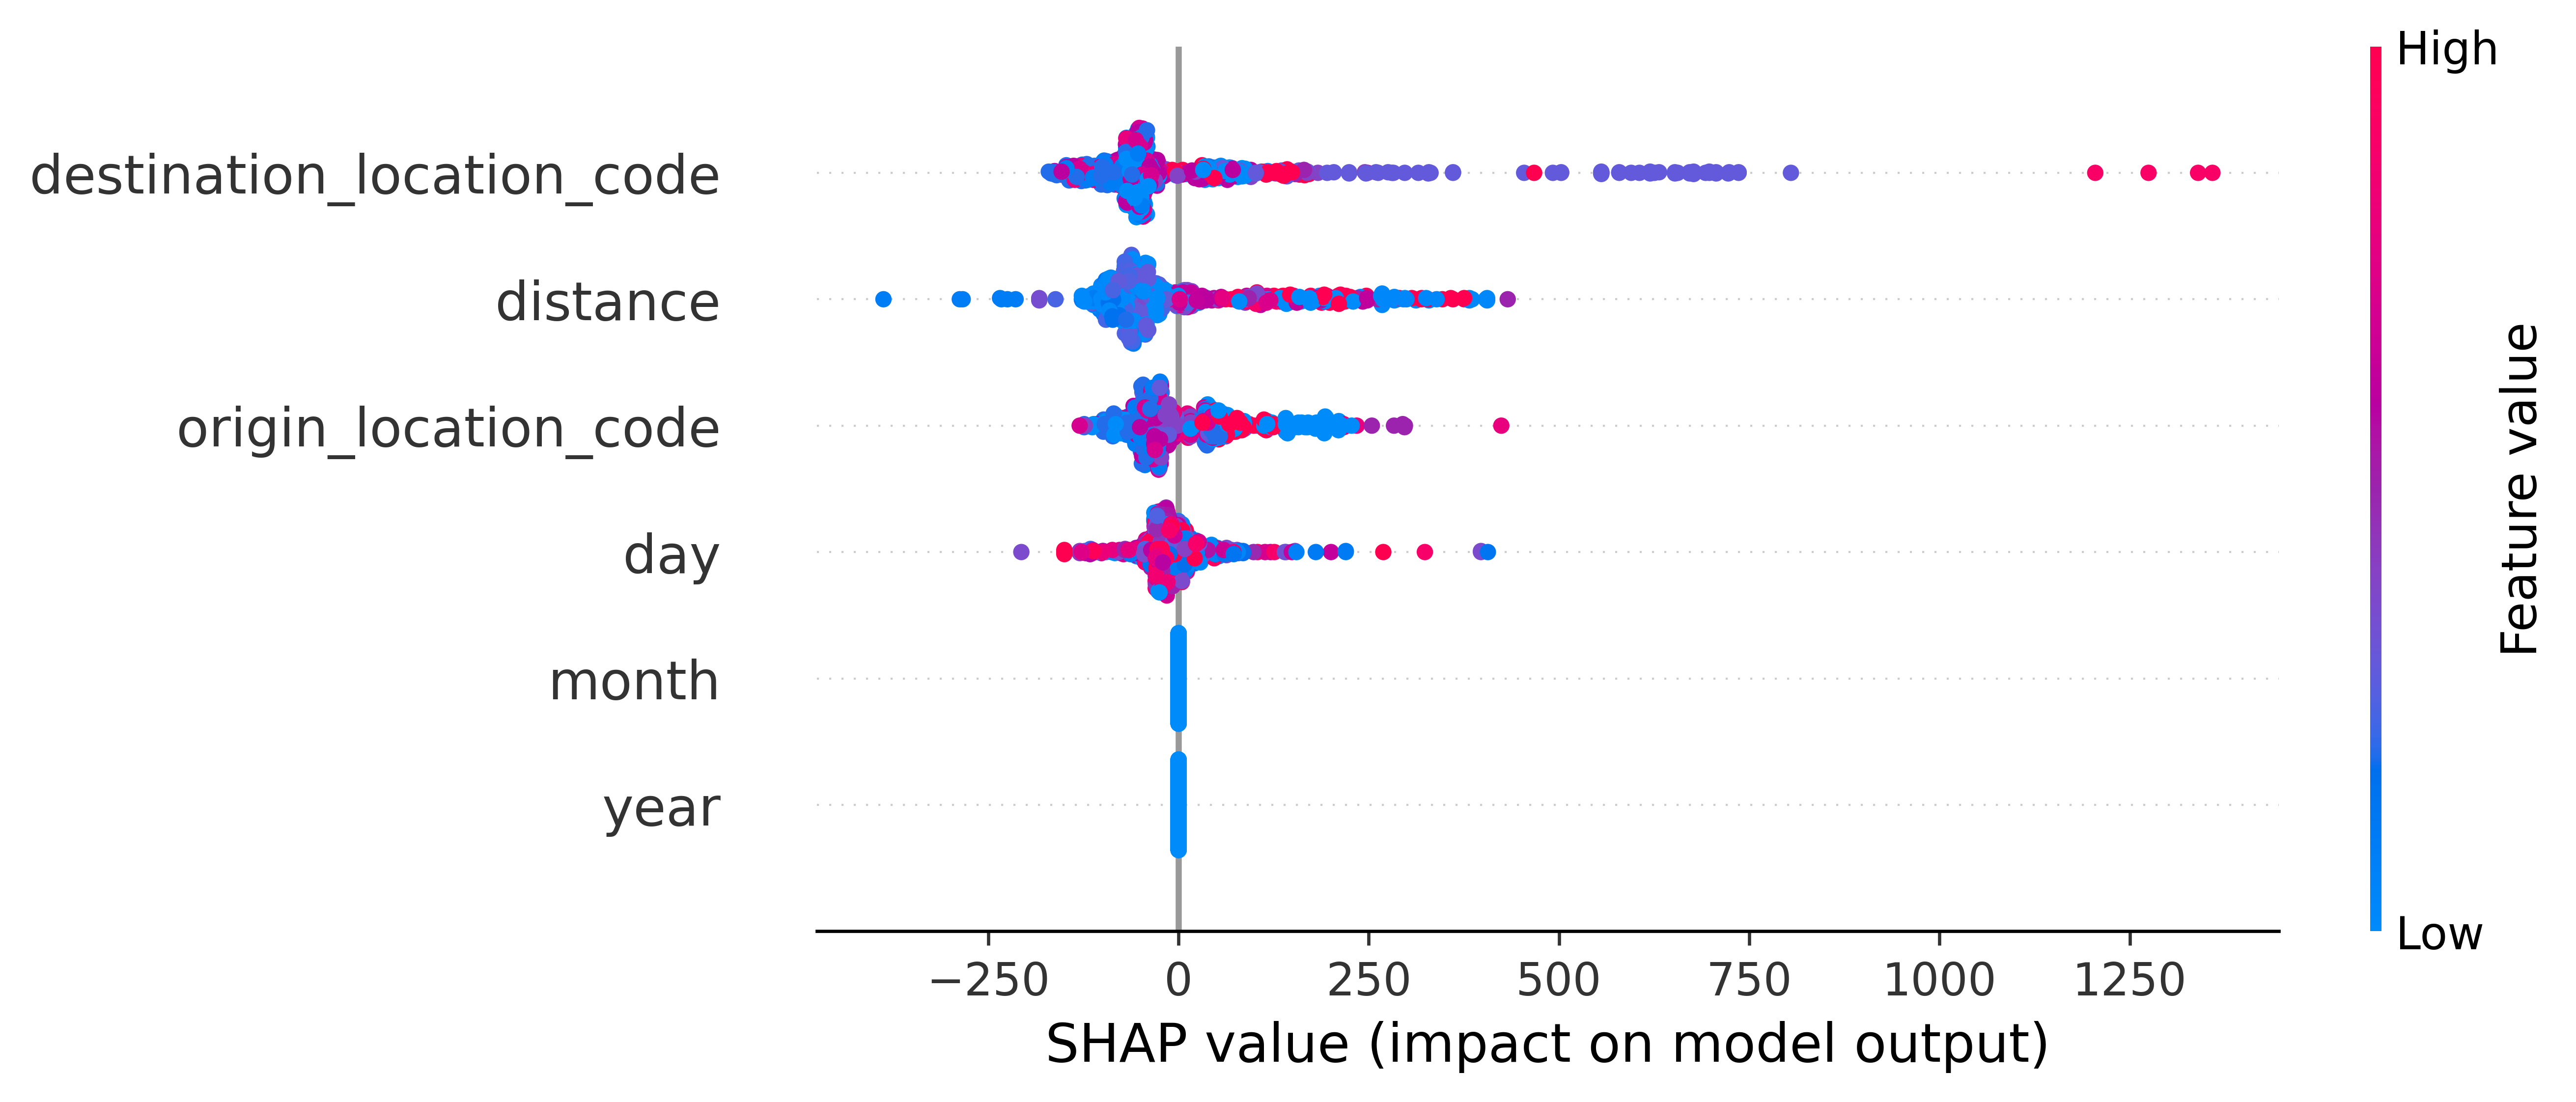 High
destination_location_code
distance
origin_location_code
day
month
year
Feature value
Low
−250 0 250 500 750 1000 1250
SHAP value (impact on model output)